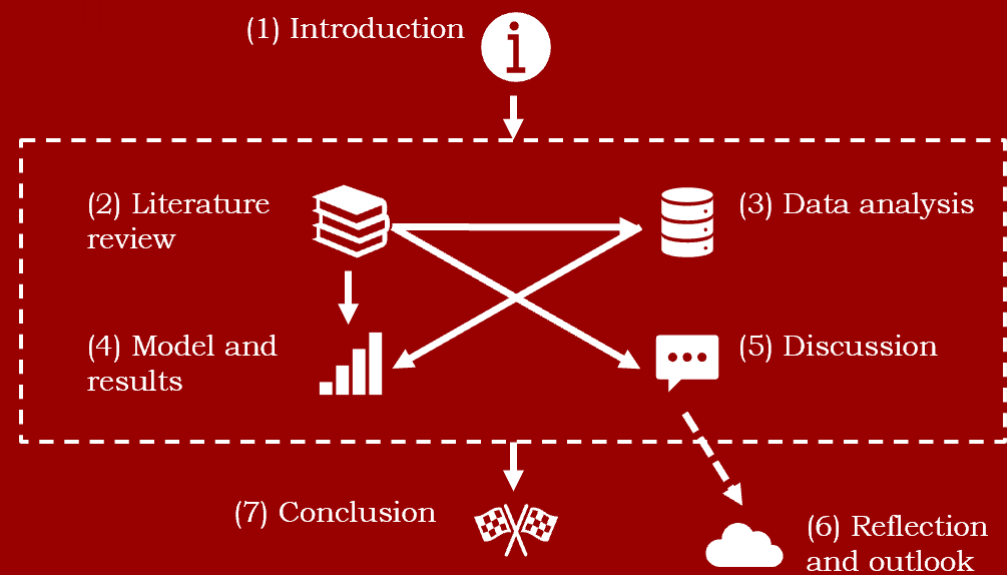 (1) Introduction
(2) Literature
review
(3) Data analysis
(4) Model and
results
(5) Discussion
(7) Conclusion
(6) Reflection
and outlook